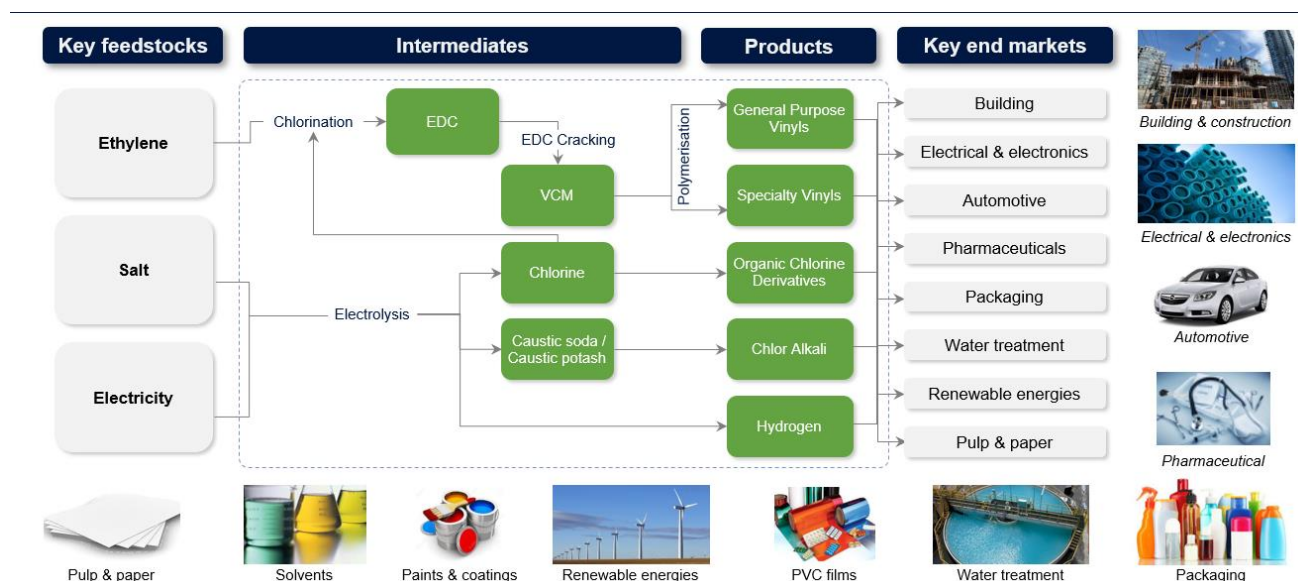 Key feedstocks
Intermediates
Products
Key end markets
Ethylene
Salt
Electricity
Chlorination
EDC
EDC Cracking
VCM
Polymerisation
Chlorine
Electrolysis
Caustic soda /
Caustic potash
General Purpose
Vinyls
Specialty Vinyls
Organic Chlorine
Derivatives
Chlor Alkali
Hydrogen
Building
Electrical & electronics
Automotive
Pharmaceuticals
Packaging
Water treatment
Renewable energies
Pulp & paper
Building & construction
Electrical & electronics
Automotive
Pharmaceutical
Pulp & paper
Solvents
Paints & coatings
Renewable energies
PVC films
Water treatment
Packaging